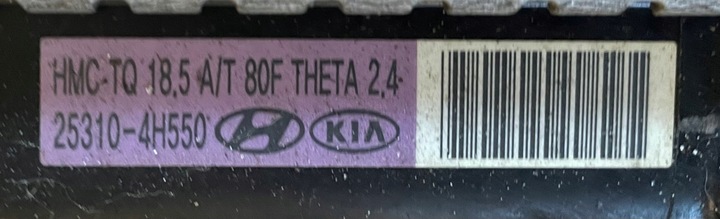 HMC-TQ 18,5 A/T 80F THETA 2,4
25310-4H550 H KIA